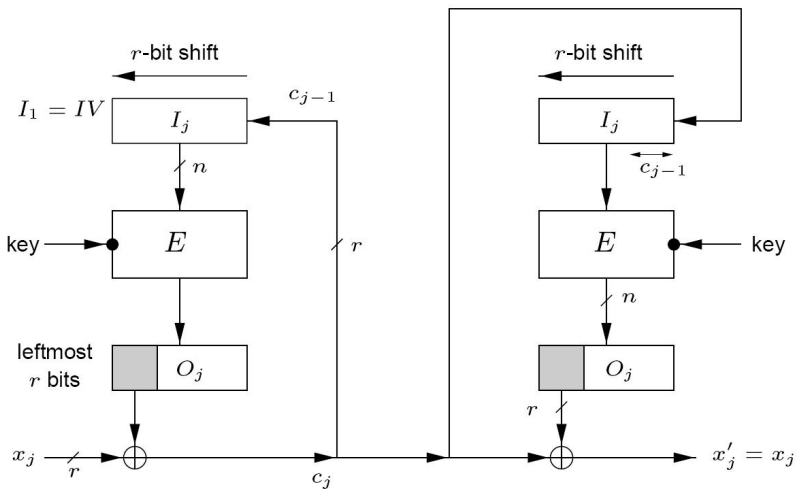 r-bit shift
r-bit shift
I_1 = IV
c_{j-1}
I_j
I_j
n
c_{j-1}
key
E
r
E
key
n
leftmost
r bits
O_j
O_j
r
x_j
r
c_j
x'_j = x_j